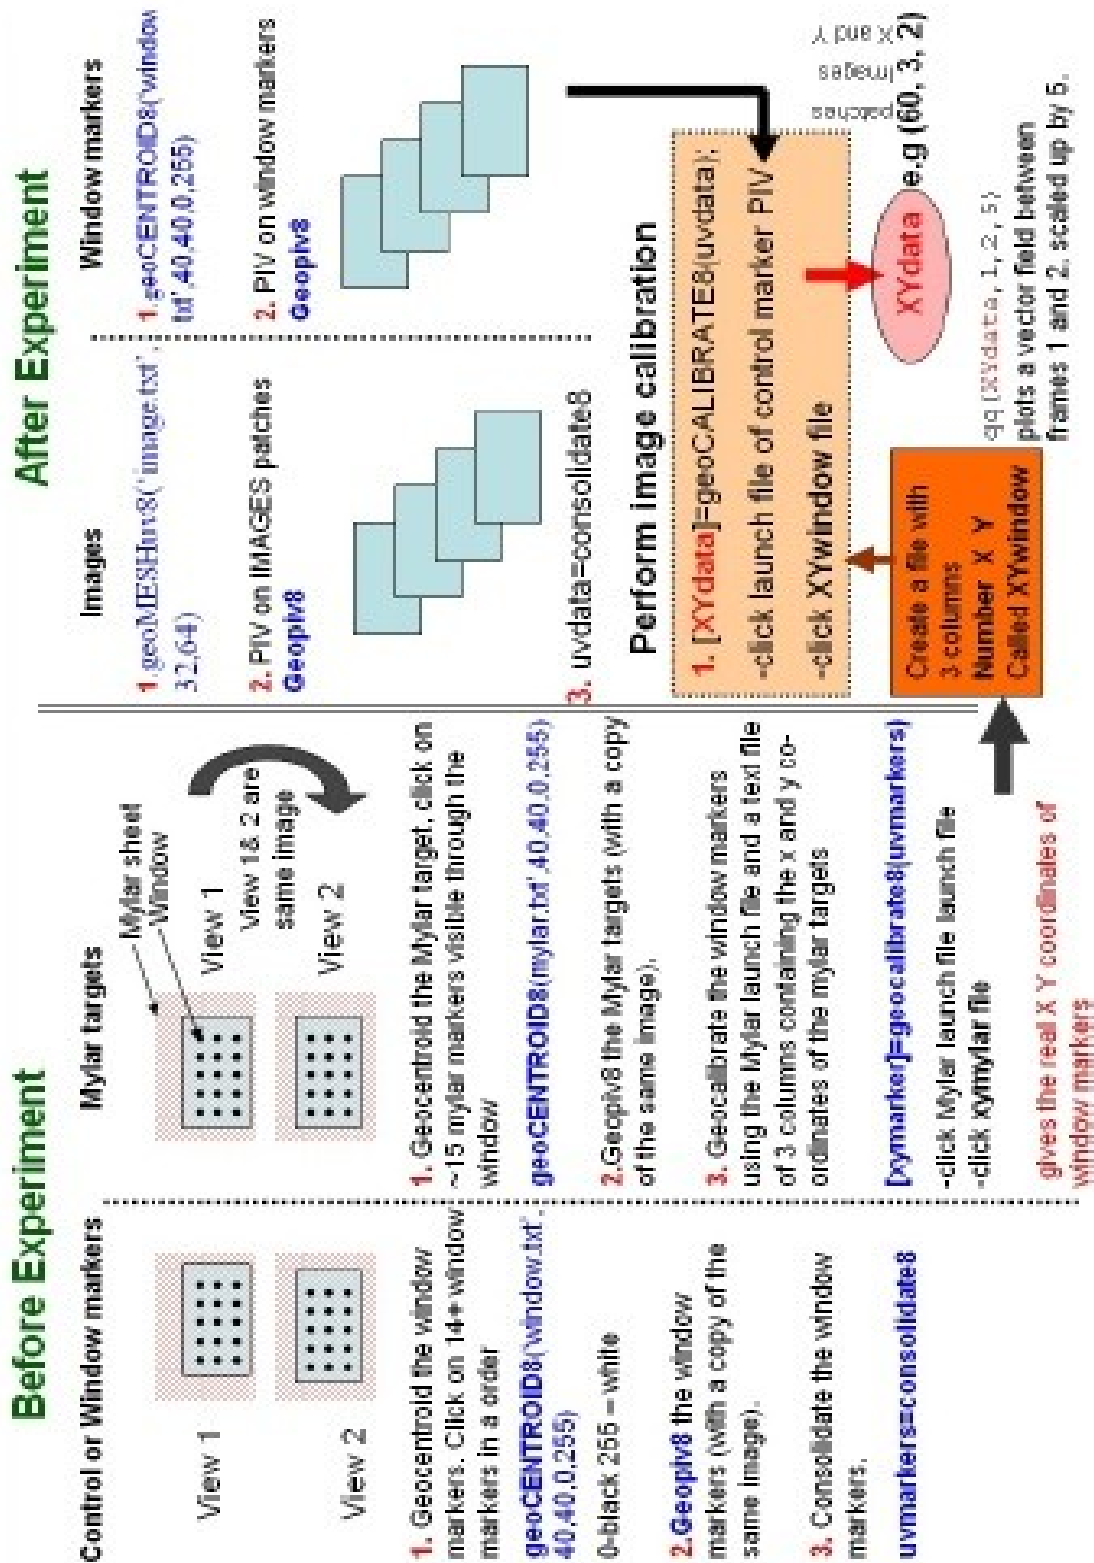 Before Experiment
Control or Window markers
View 1
View 2
1. Geocentroid the window
markers. Click on 14+ window
markers in a order
geoCENTROID8('window.txt',
40,40,0,255)
0-black 255 – white
2.Geopiv8 the window
markers (with a copy of the
same image).
3. Consolidate the window
markers.
uvmarkers=consolidate8
Mylar targets
Mylar sheet
Window
View 1
View 1& 2 are
same image
View 2
1. Geocentroid the Mylar target, click on
~15 mylar markers visible through the
window
geoCENTROID8(mylar.txt',40,40,0,255)
2.Geopiv8 the Mylar targets (with a copy
of the same image).
3. Geocalibrate the window markers
using the Mylar launch file and a text file
of 3 columns containing the x and y co-
ordinates of the mylar targets
[xymarker]=geocalibrate8(uvmarkers)
-click Mylar launch file launch file
-click xymylar file
gives the real X Y coordinates of
window markers
After Experiment
Images
1.geoMESHuv8('image.txt',
32,64)
2. PIV on IMAGES patches
Geopiv8
3. uvdata=consolidate8
Window markers
1.geoCENTROID8('window
txt',40,40,0,255)
2. PIV on window markers
Geopiv8
Perform image calibration
1. [XYdata]=geoCALIBRATE8(uvdata);
-click launch file of control marker PIV
-click XYwindow file
Create a file with
3 columns
Number X Y
Called XYwindow
XYdata
e.g (60, 3, 2)
patches
Images
X and Y
qq(XYdata,1,2,5)
plots a vector field between
frames 1 and 2. scaled up by 5.